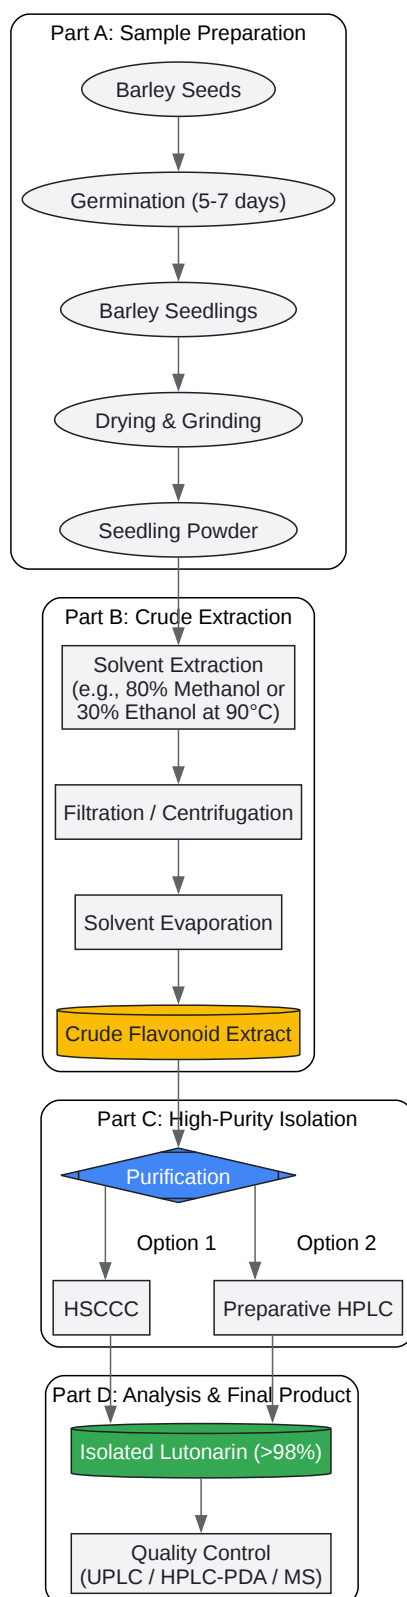 Part A: Sample Preparation
Barley Seeds
Germination (5-7 days)
Barley Seedlings
Drying & Grinding
Seedling Powder
Part B: Crude Extraction
Solvent Extraction
(e.g., 80% Methanol or
30% Ethanol at 90°C)
Filtration / Centrifugation
Solvent Evaporation
Crude Flavonoid Extract
Part C: High-Purity Isolation
Purification
Option 1
Option 2
HSCCC
Preparative HPLC
Part D: Analysis & Final Product
Isolated Lutonarin (>98%)
Quality Control
(UPLC / HPLC-PDA / MS)